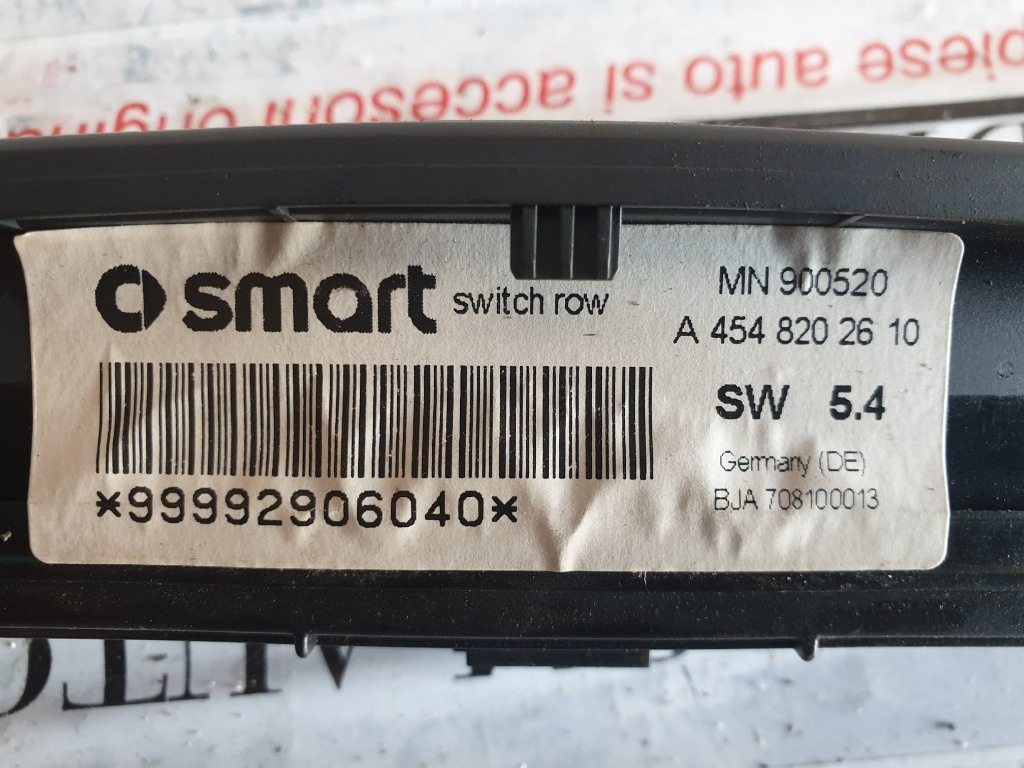 piese auto si accesorii origina
smart switch row
MN 900520
A 454 820 26 10
*99992906040*
SW 5.4
Germany (DE)
BJA 708100013